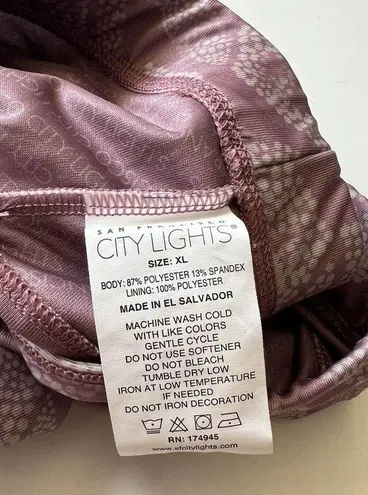 SAN FRANCISCO
CITY LIGHTS®
SIZE: XL
BODY: 87% POLYESTER 13% SPANDEX
LINING: 100% POLYESTER
MADE IN EL SALVADOR
MACHINE WASH COLD
WITH LIKE COLORS
GENTLE CYCLE
DO NOT USE SOFTENER
DO NOT BLEACH
TUMBLE DRY LOW
IRON AT LOW TEMPERATURE
IF NEEDED
DO NOT IRON DECORATION
RN: 174945
www.sfcitylights.com
CITY LIGHTS